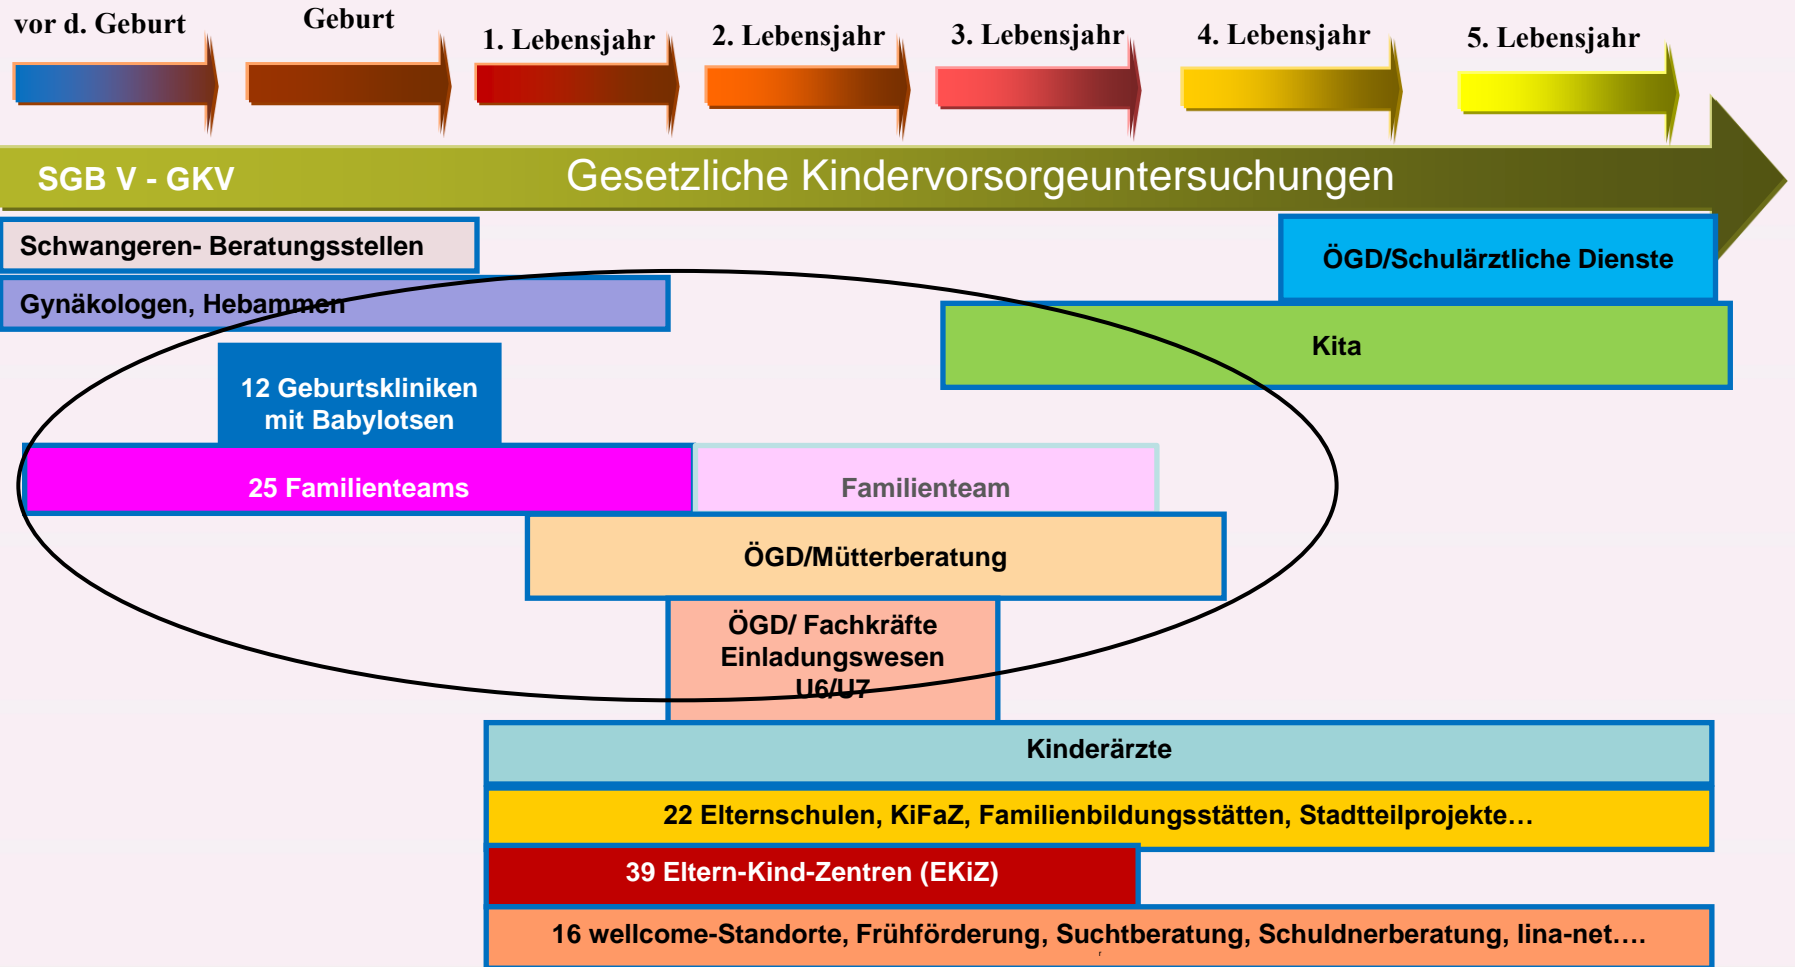 vor d. Geburt
Geburt
1. Lebensjahr
2. Lebensjahr
3. Lebensjahr
4. Lebensjahr
5. Lebensjahr
SGB V - GKV
Gesetzliche Kindervorsorgeuntersuchungen
Schwangeren- Beratungsstellen
ÖGD/Schulärztliche Dienste
Gynäkologen, Hebammen
Kita
12 Geburtskliniken
mit Babylotsen
25 Familienteams
Familienteam
ÖGD/Mütterberatung
ÖGD/ Fachkräfte
Einladungswesen
U6/U7
Kinderärzte
22 Elternschulen, KiFaZ, Familienbildungsstätten, Stadtteilprojekte…
39 Eltern-Kind-Zentren (EKiZ)
16 wellcome-Standorte, Frühförderung, Suchtberatung, Schuldnerberatung, lina-net….
r